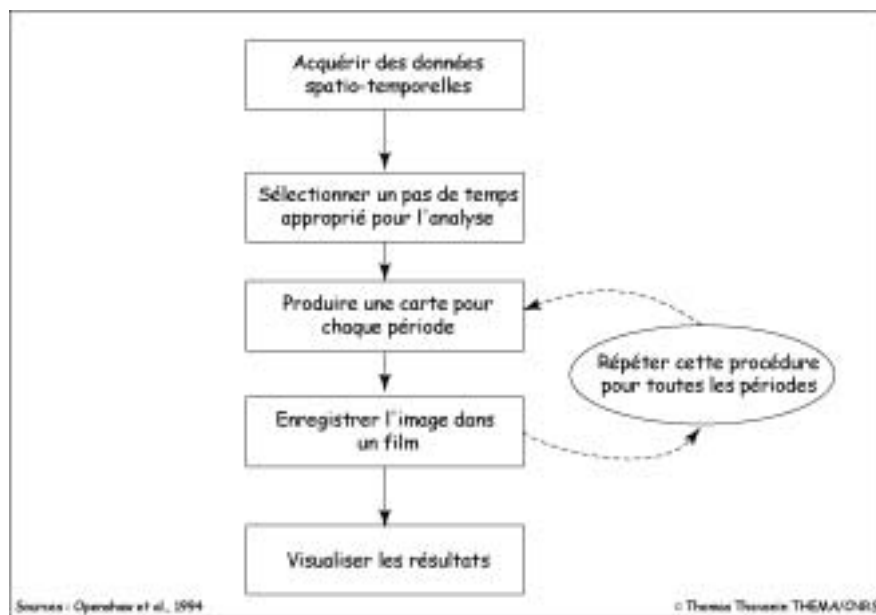 Acquérir des données
spatio-temporelles
Sélectionner un pas de temps
approprié pour l'analyse
Produire une carte pour
chaque période
Répéter cette procédure
pour toutes les périodes
Enregistrer l'image dans
un film
Visualiser les résultats
Sources : Openshaw et al., 1994
© Thomas THEMA/CNRS